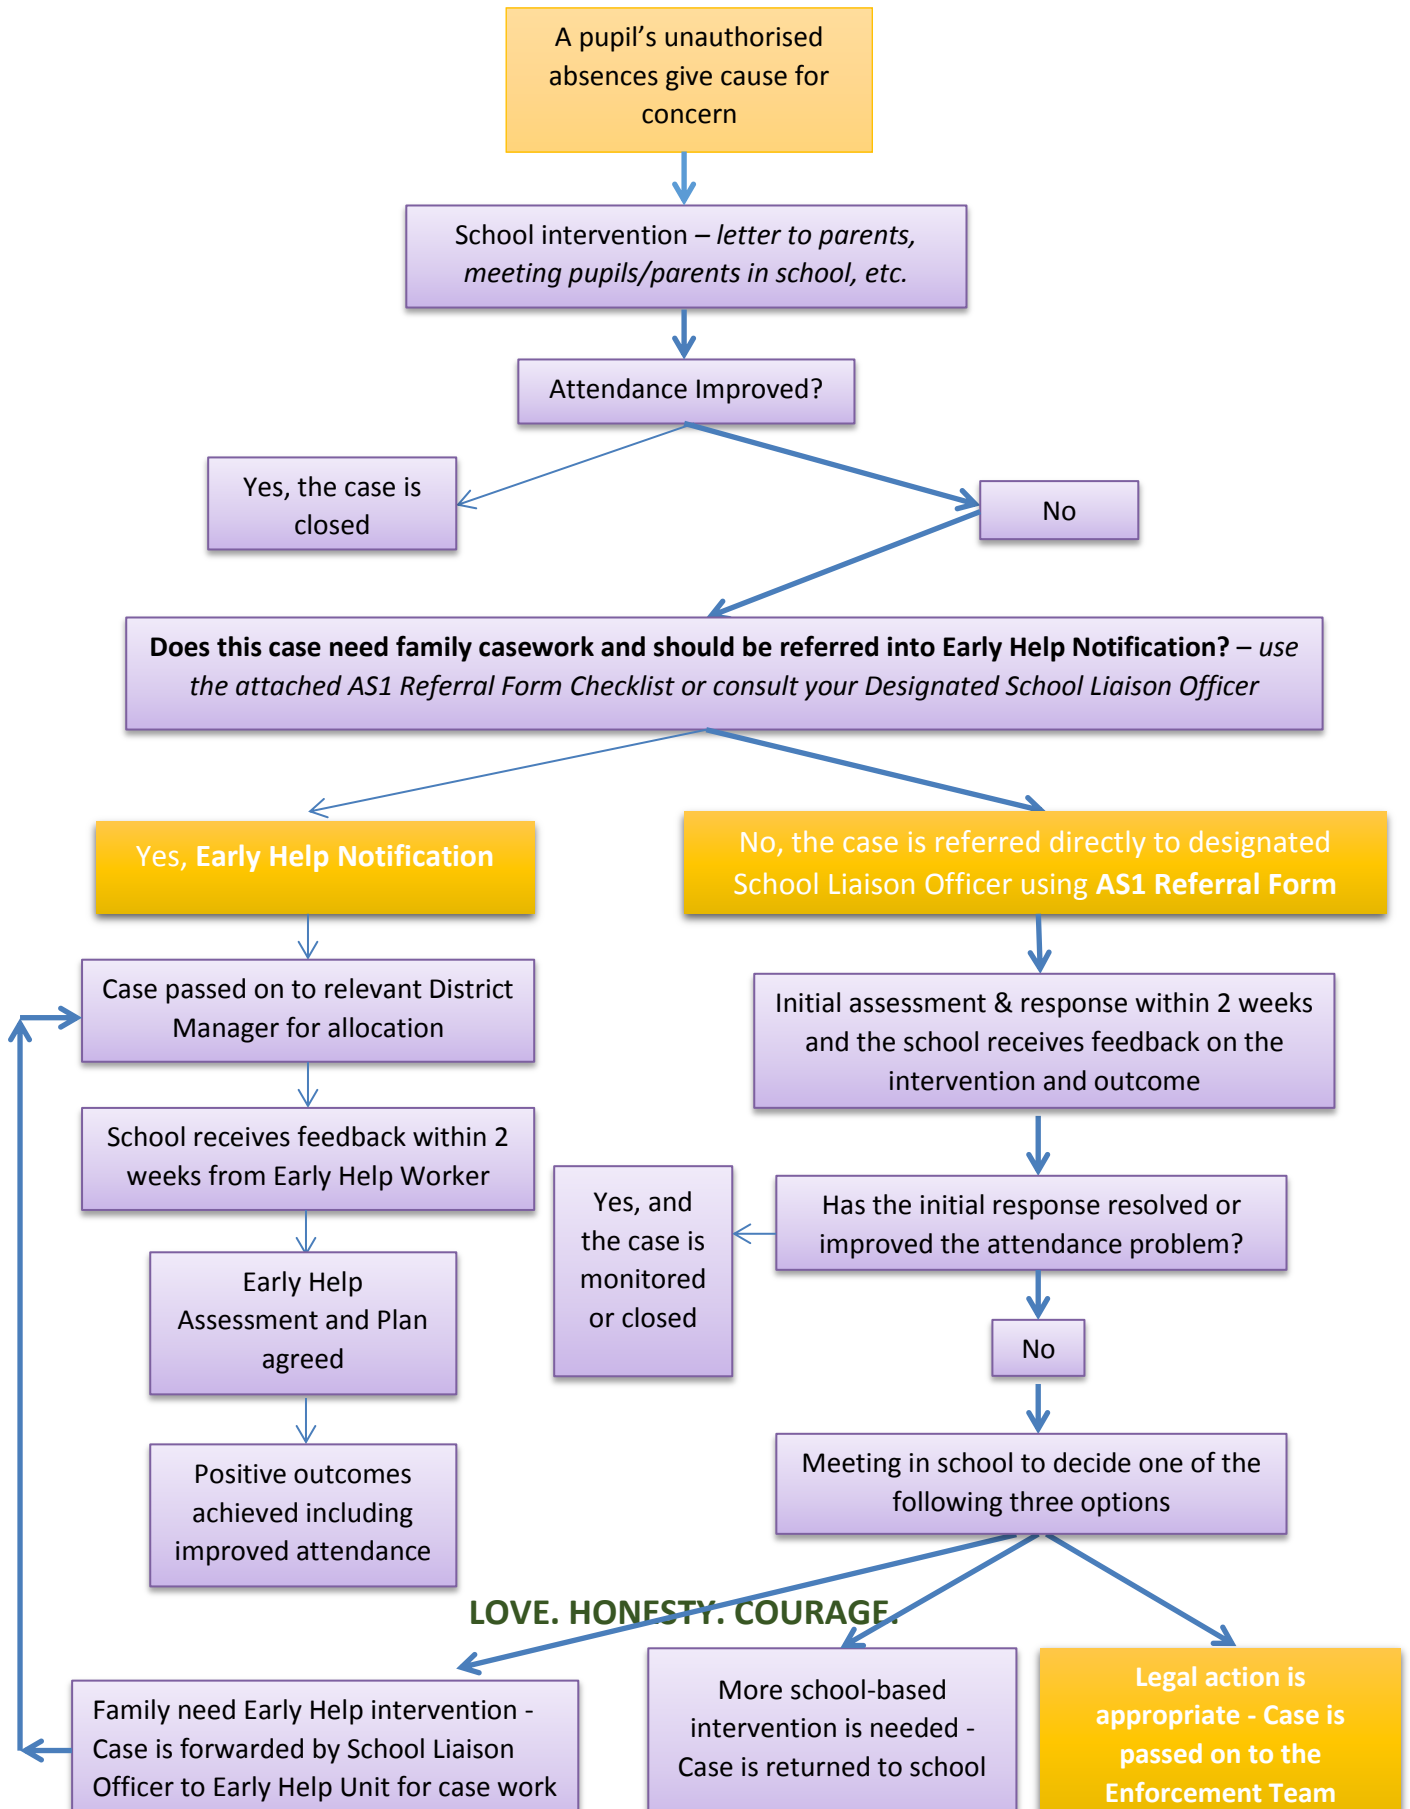 A pupil’s unauthorised
absences give cause for
concern
School intervention – letter to parents,
meeting pupils/parents in school, etc.
Attendance Improved?
Yes, the case is
closed
No
Does this case need family casework and should be referred into Early Help Notification? – use
the attached AS1 Referral Form Checklist or consult your Designated School Liaison Officer
Yes, Early Help Notification
No, the case is referred directly to designated
School Liaison Officer using AS1 Referral Form
Case passed on to relevant District
Manager for allocation
Initial assessment & response within 2 weeks
and the school receives feedback on the
intervention and outcome
School receives feedback within 2
weeks from Early Help Worker
Yes, and
the case is
monitored
or closed
Has the initial response resolved or
improved the attendance problem?
Early Help
Assessment and Plan
agreed
No
Positive outcomes
achieved including
improved attendance
Meeting in school to decide one of the
following three options
LOVE. HONESTY. COURAGE.
Family need Early Help intervention -
Case is forwarded by School Liaison
Officer to Early Help Unit for case work
More school-based
intervention is needed -
Case is returned to school
Legal action is
appropriate - Case is
passed on to the
Enforcement Team